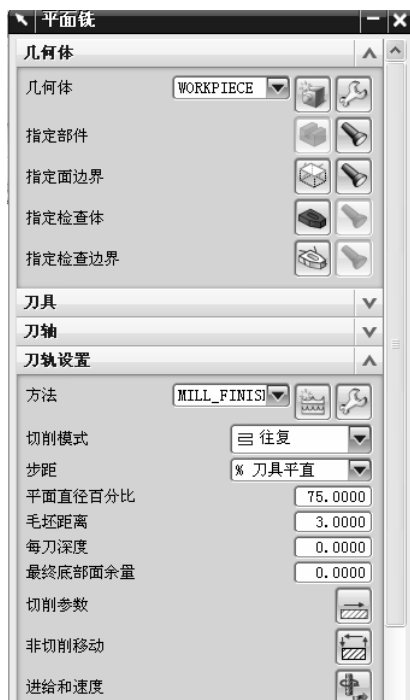 平面铣
几何体
几何体 WORKPIECE
指定部件
指定面边界
指定检查体
指定检查边界
刀具
刀轴
刀轨设置
方法 MILL_FINIS
切削模式 往复
步距 % 刀具平直
平面直径百分比 75.0000
毛坯距离 3.0000
每刀深度 0.0000
最终底部面余量 0.0000
切削参数
非切削移动
进给和速度